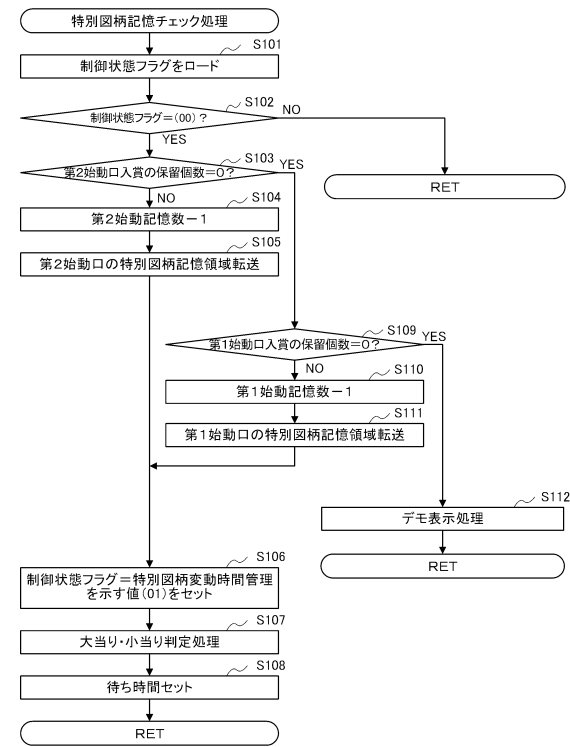 特別図柄記憶チェック処理
S101
制御状態フラグをロード
S102
制御状態フラグ=(00)?
NO
YES
RET
S103
第2始動口入賞の保留個数=0?
YES
NO
S104
第2始動記憶数-1
S105
第2始動口の特別図柄記憶領域転送
S109
第1始動口入賞の保留個数=0?
YES
NO
S110
第1始動記憶数-1
S111
第1始動口の特別図柄記憶領域転送
S112
デモ表示処理
RET
S106
制御状態フラグ=特別図柄変動時間管理
を示す値(01)をセット
S107
大当り・小当り判定処理
S108
待ち時間セット
RET